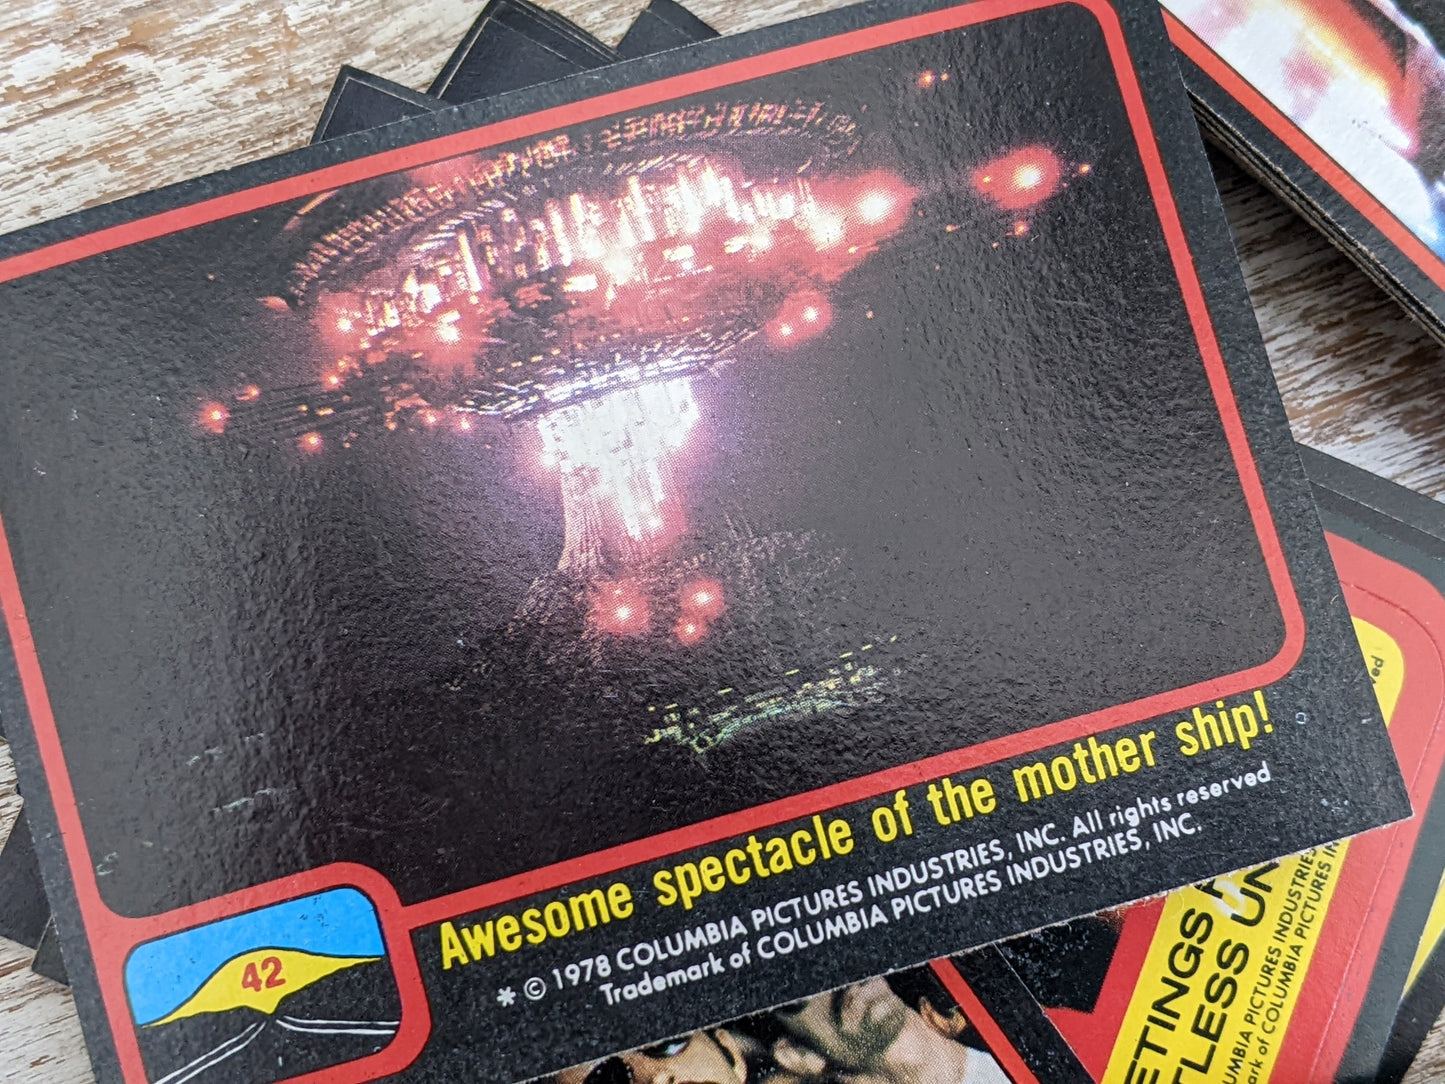 Awesome spectacle of the mother ship!
* © 1978 COLUMBIA PICTURES INDUSTRIES, INC. All rights reserved
Trademark of COLUMBIA PICTURES INDUSTRIES, INC.
42